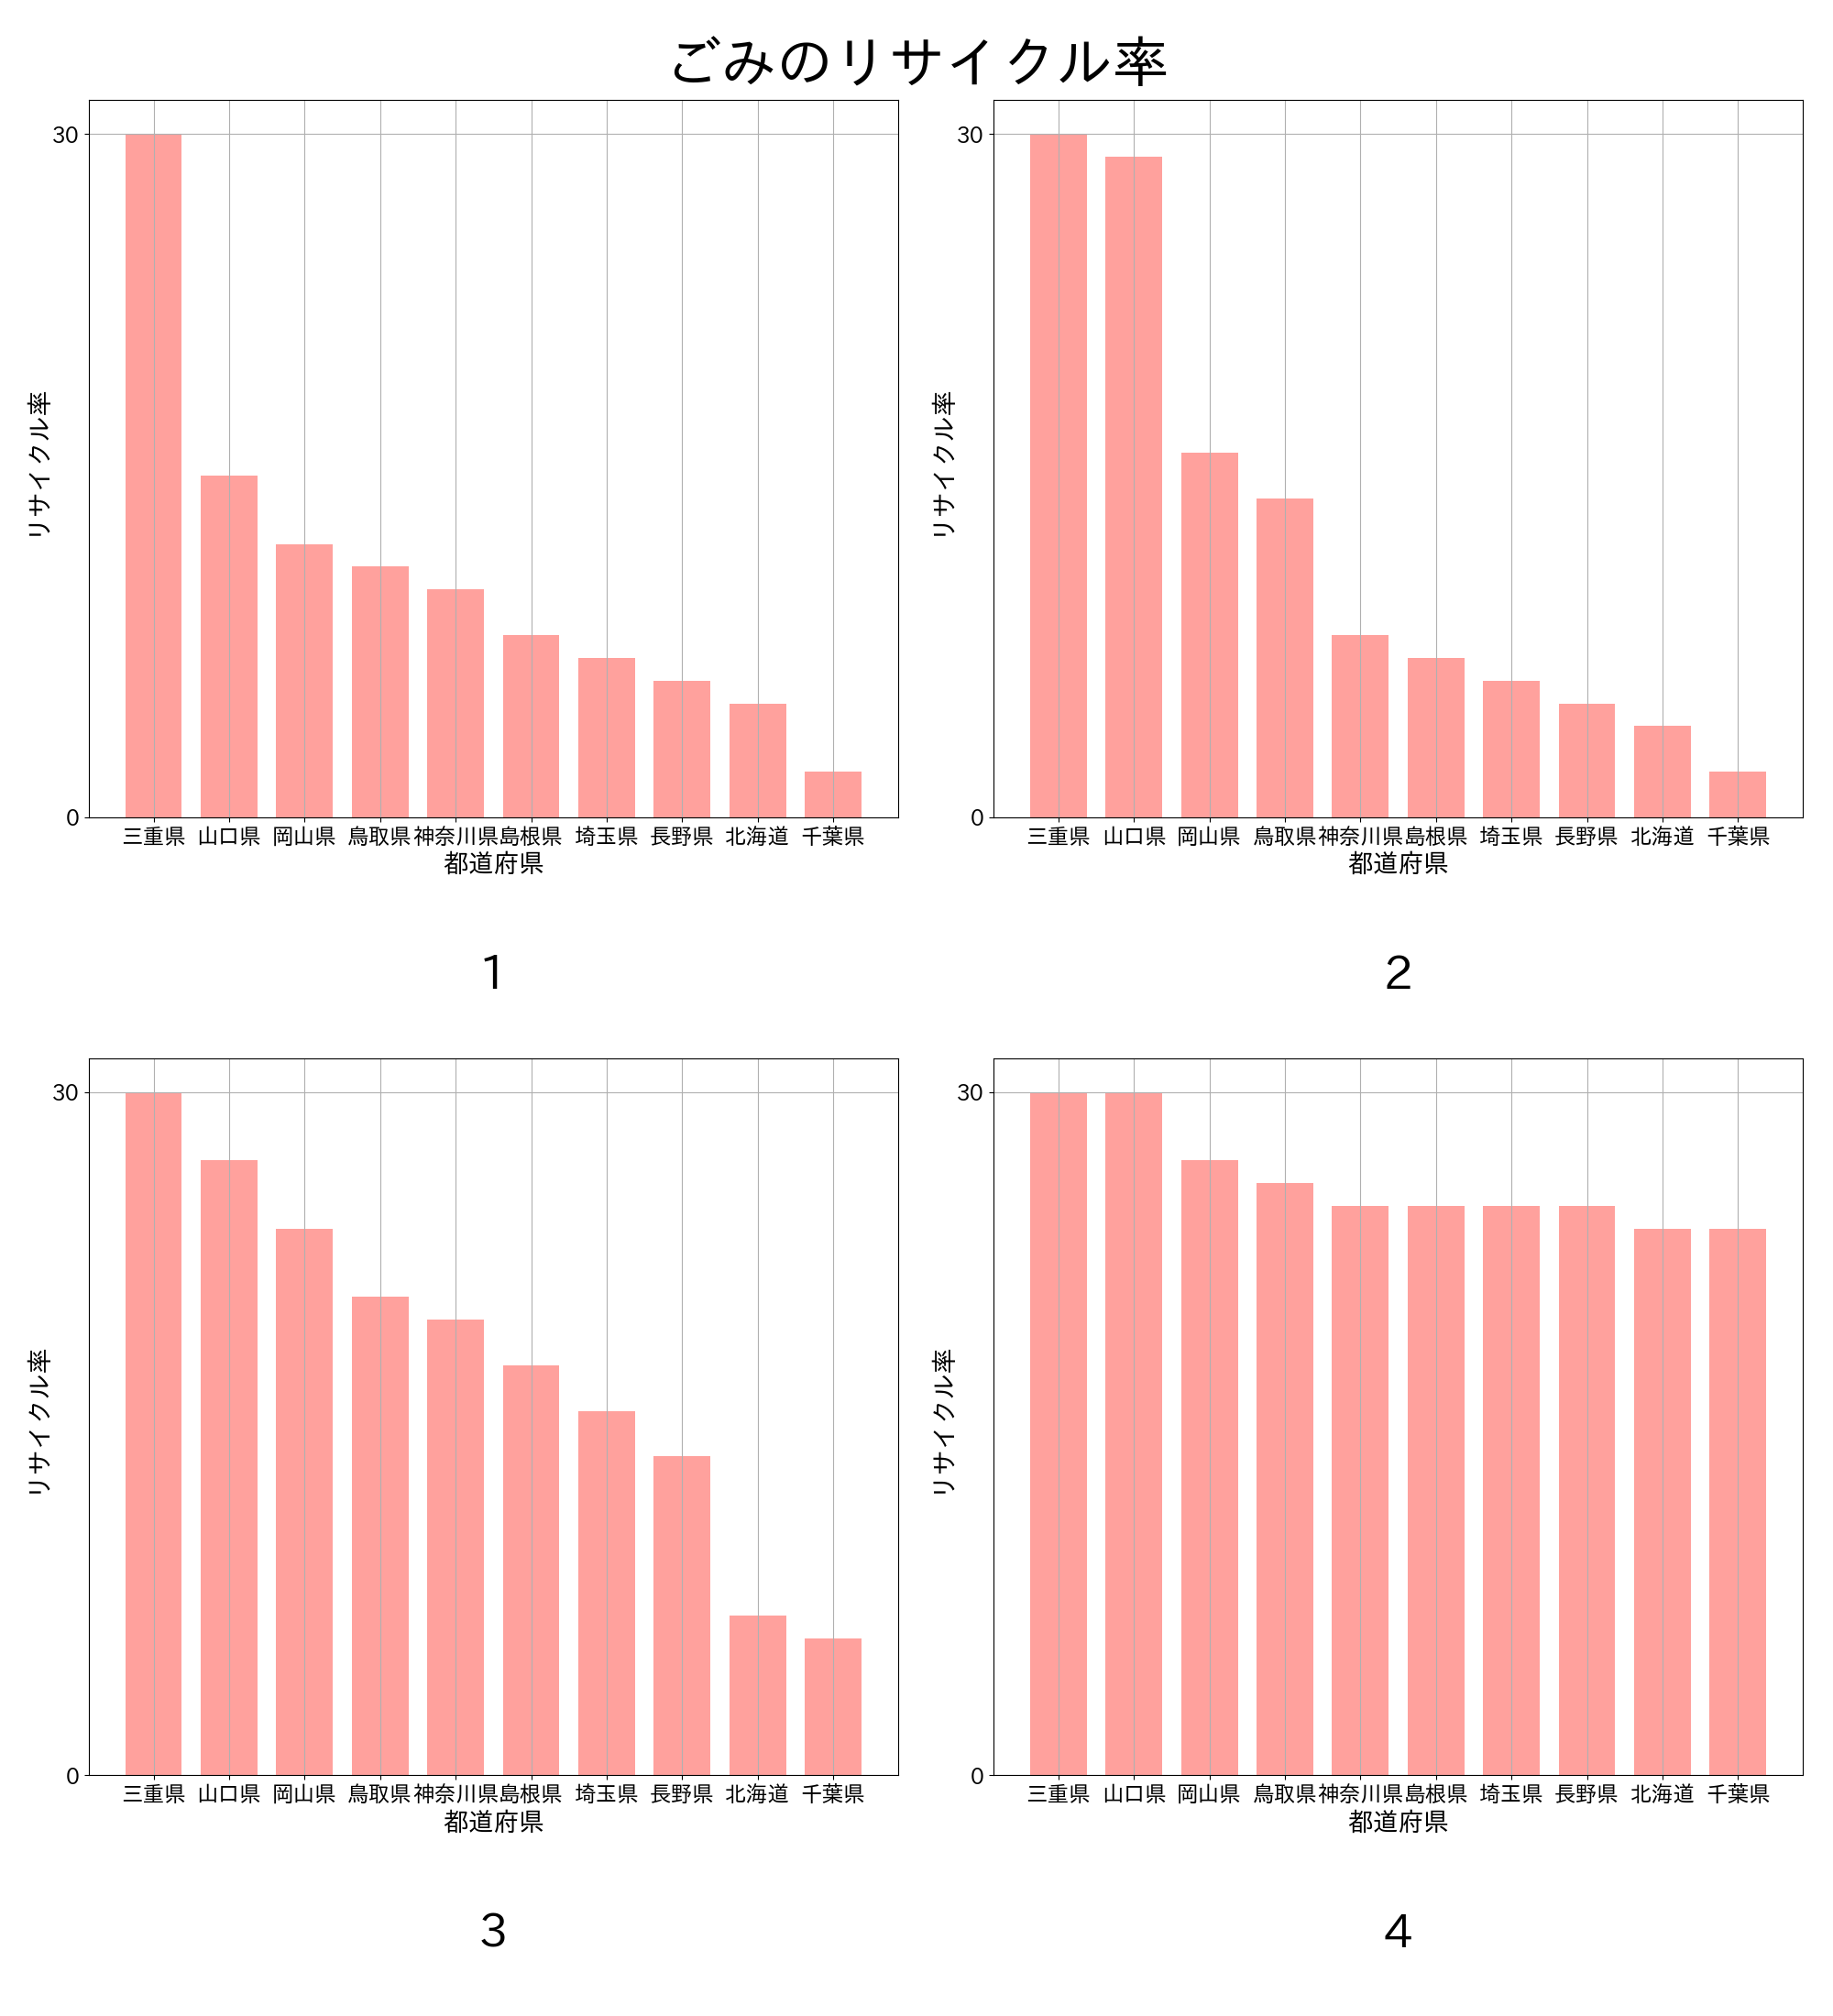 ごみのリサイクル率
30
リサイクル率
0
三重県 山口県 岡山県 鳥取県 神奈川県 島根県 埼玉県 長野県 北海道 千葉県
都道府県
1
30
リサイクル率
0
三重県 山口県 岡山県 鳥取県 神奈川県 島根県 埼玉県 長野県 北海道 千葉県
都道府県
2
30
リサイクル率
0
三重県 山口県 岡山県 鳥取県 神奈川県 島根県 埼玉県 長野県 北海道 千葉県
都道府県
3
30
リサイクル率
0
三重県 山口県 岡山県 鳥取県 神奈川県 島根県 埼玉県 長野県 北海道 千葉県
都道府県
4